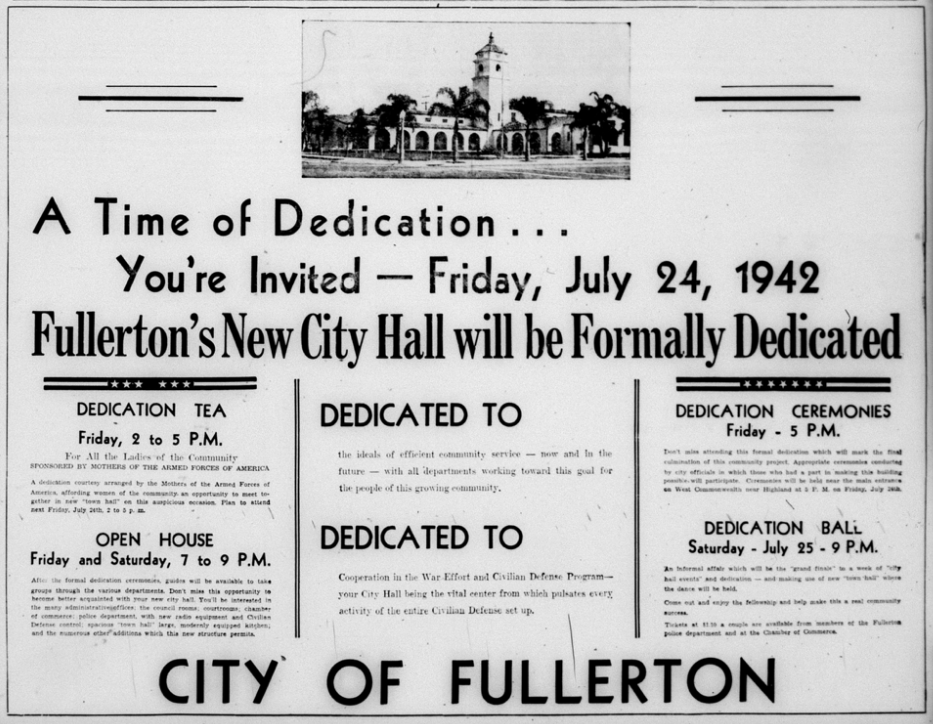 A Time of Dedication . . .
You're Invited — Friday, July 24, 1942
Fullerton's New City Hall will be Formally Dedicated
DEDICATION TEA
Friday, 2 to 5 P.M.
For All the Ladies of the Community
SPONSORED BY MOTHERS OF THE ARMED FORCES OF AMERICA
A dedication courtesy arranged by the Mothers of the Armed Forces of
America, affording women of the community an opportunity to meet to-
gether in new "town hall" on this auspicious occasion. Plan to attend
next Friday, July 24th, 2 to 5 p. m.
OPEN HOUSE
Friday and Saturday, 7 to 9 P.M.
After the formal dedication ceremonies, guides will be available to take
groups through the various departments. Don't miss this opportunity to
become better acquainted with your new city hall. You'll be interested in
the many administrative offices; the council rooms; courtrooms; chamber
of commerce; police department, with new radio equipment and Civilian
Defense control; spacious "town hall" large, modernly equipped kitchen;
and the numerous other additions which this new structure permits.
DEDICATED TO
the ideals of efficient community service — now and in the
future — with all departments working toward this goal for
the people of this growing community.
DEDICATED TO
Cooperation in the War Effort and Civilian Defense Program—
your City Hall being the vital center from which pulsates every
activity of the entire Civilian Defense set up.
DEDICATION CEREMONIES
Friday - 5 P.M.
Don't miss attending this formal dedication which will mark the final
culmination of this community project. Appropriate ceremonies conducted
by city officials in which those who had a part to making this building
possible will participate. Ceremonies will be held near the main entrance
on West Commonwealth near Highland at 5 P. M. on Friday, July 24th.
DEDICATION BALL
Saturday - July 25 - 9 P.M.
An informal affair which will be the "grand finale" to a week of "city
hall events" and dedication — and making use of new "town hall" where
the dance will be held.
Come out and enjoy the fellowship and help make this a real community
success.
Tickets at a couple are available from members of the Fullerton
police department and at the Chamber of Commerce.
CITY OF FULLERTON